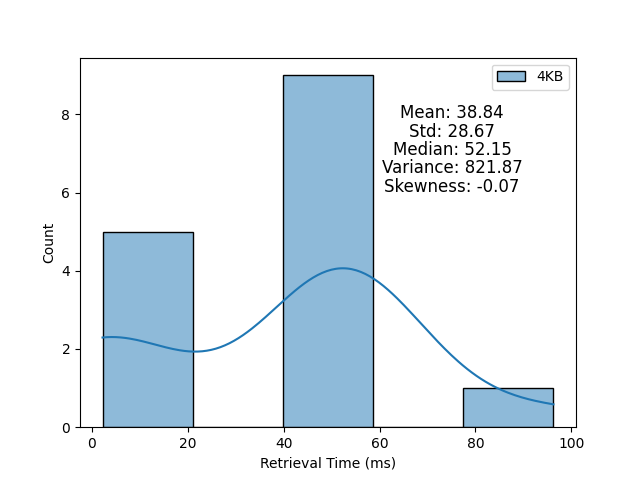 4KB
Mean: 38.84
Std: 28.67
Median: 52.15
Variance: 821.87
Skewness: -0.07
8
6
4
2
0
Count
0 20 40 60 80 100
Retrieval Time (ms)